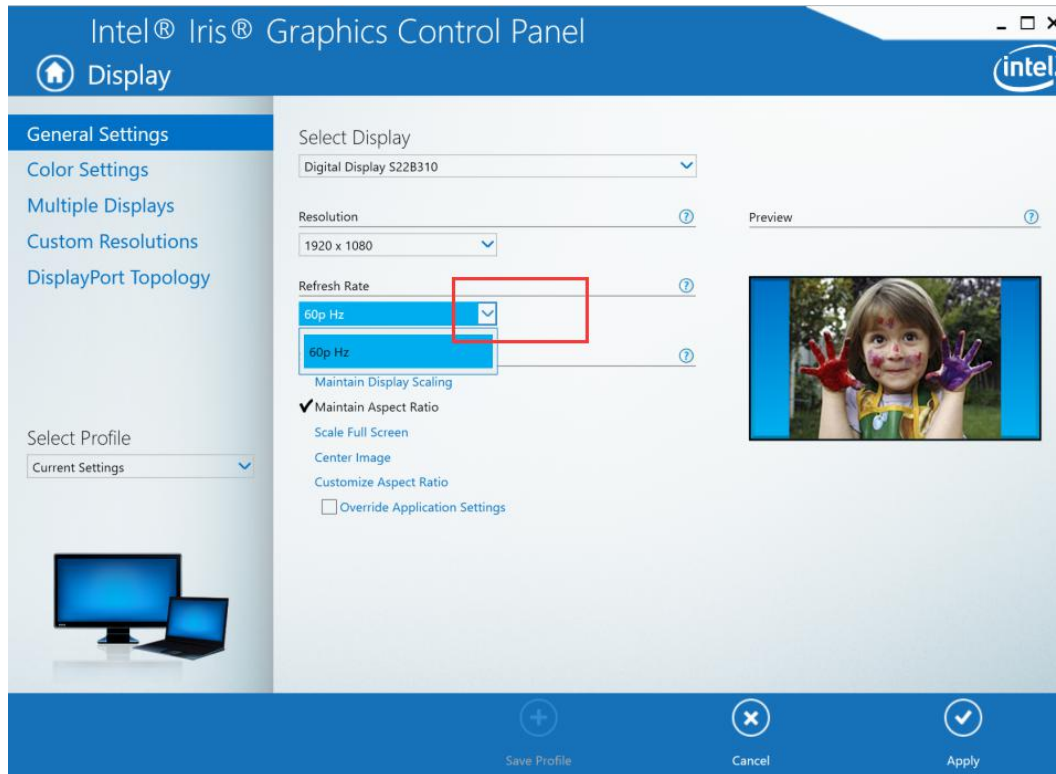 Intel® Iris® Graphics Control Panel
Display
intel
General Settings
Color Settings
Multiple Displays
Custom Resolutions
DisplayPort Topology
Select Profile
Current Settings
Select Display
Digital Display S22B310
Resolution
?
1920 x 1080
Refresh Rate
?
60p Hz
60p Hz
?
Maintain Display Scaling
Maintain Aspect Ratio
Scale Full Screen
Center Image
Customize Aspect Ratio
Override Application Settings
Preview
?
Save Profile
Cancel
Apply